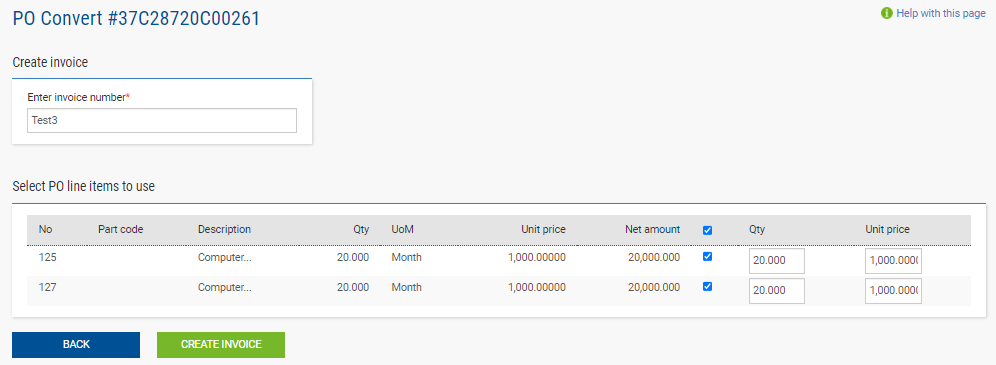 PO Convert #37C28720C00261
Help with this page
Create invoice
Enter invoice number*
Test3
Select PO line items to use
No Part code Description Qty UoM Unit price Net amount Qty Unit price
125 Computer... 20.000 Month 1,000.00000 20,000.000 20.000 1,000.0000
127 Computer... 20.000 Month 1,000.00000 20,000.000 20.000 1,000.0000
BACK CREATE INVOICE